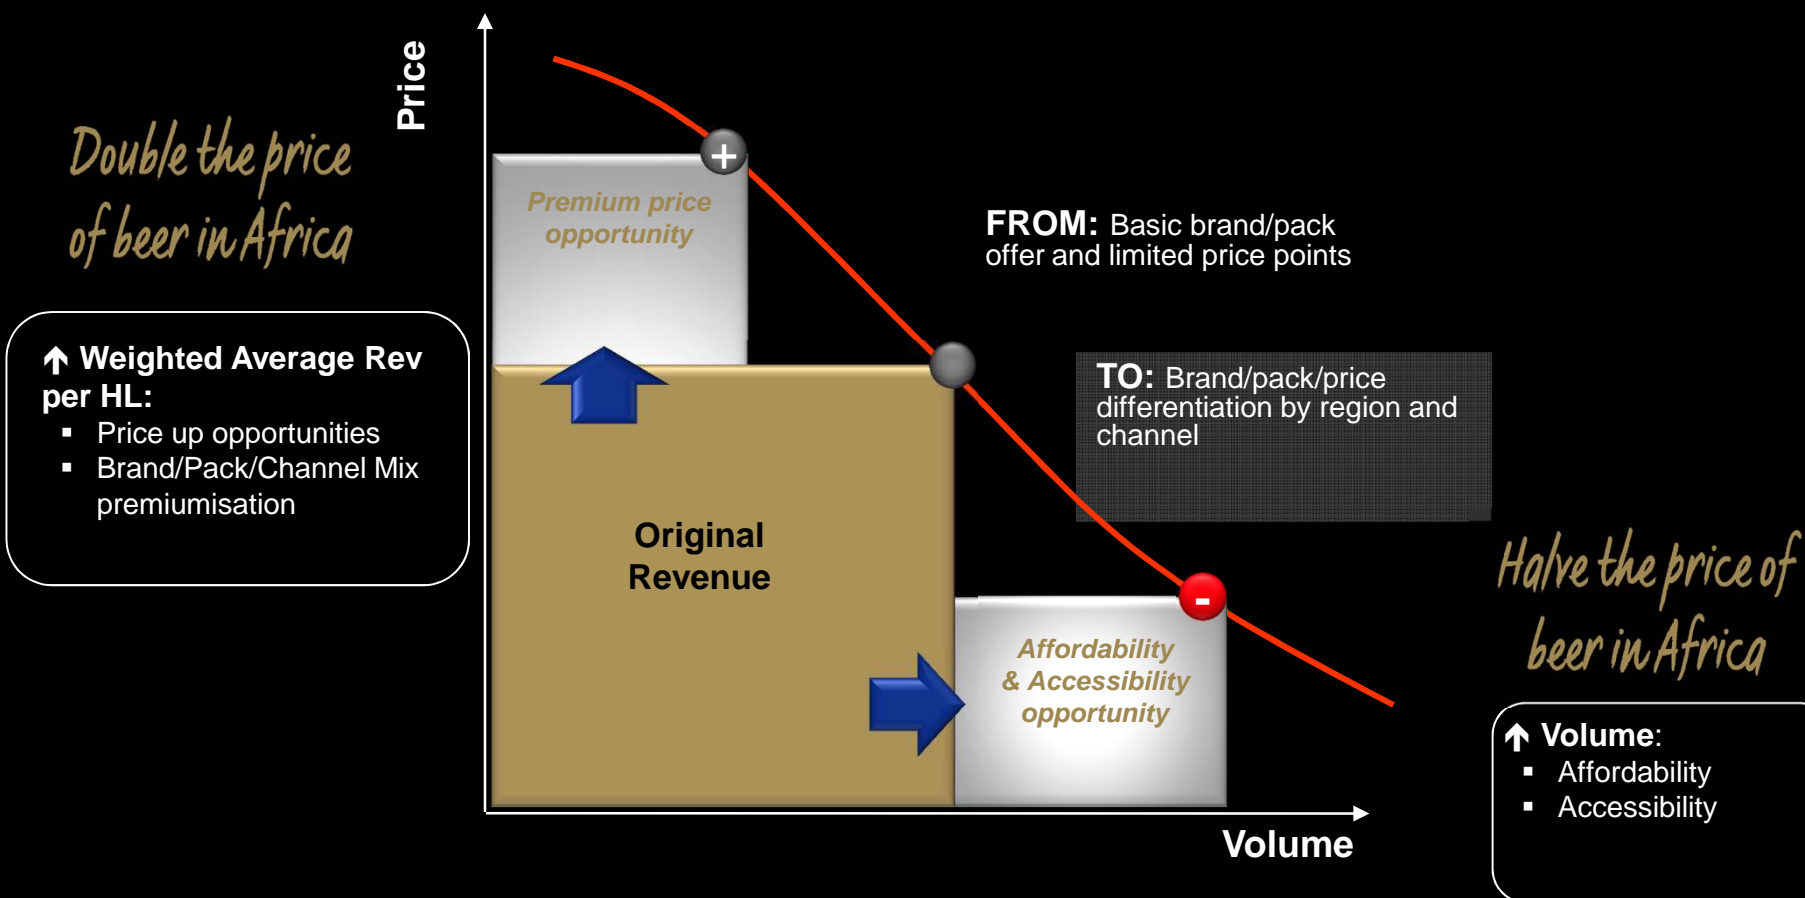 Price
Double the price
of beer in Africa
↑ Weighted Average Rev
per HL:
▪ Price up opportunities
▪ Brand/Pack/Channel Mix
premiumisation
+
Premium price
opportunity
FROM: Basic brand/pack
offer and limited price points
TO: Brand/pack/price
differentiation by region and
channel
Original
Revenue
-
Affordability
& Accessibility
opportunity
Halve the price of
beer in Africa
↑ Volume:
▪ Affordability
▪ Accessibility
Volume